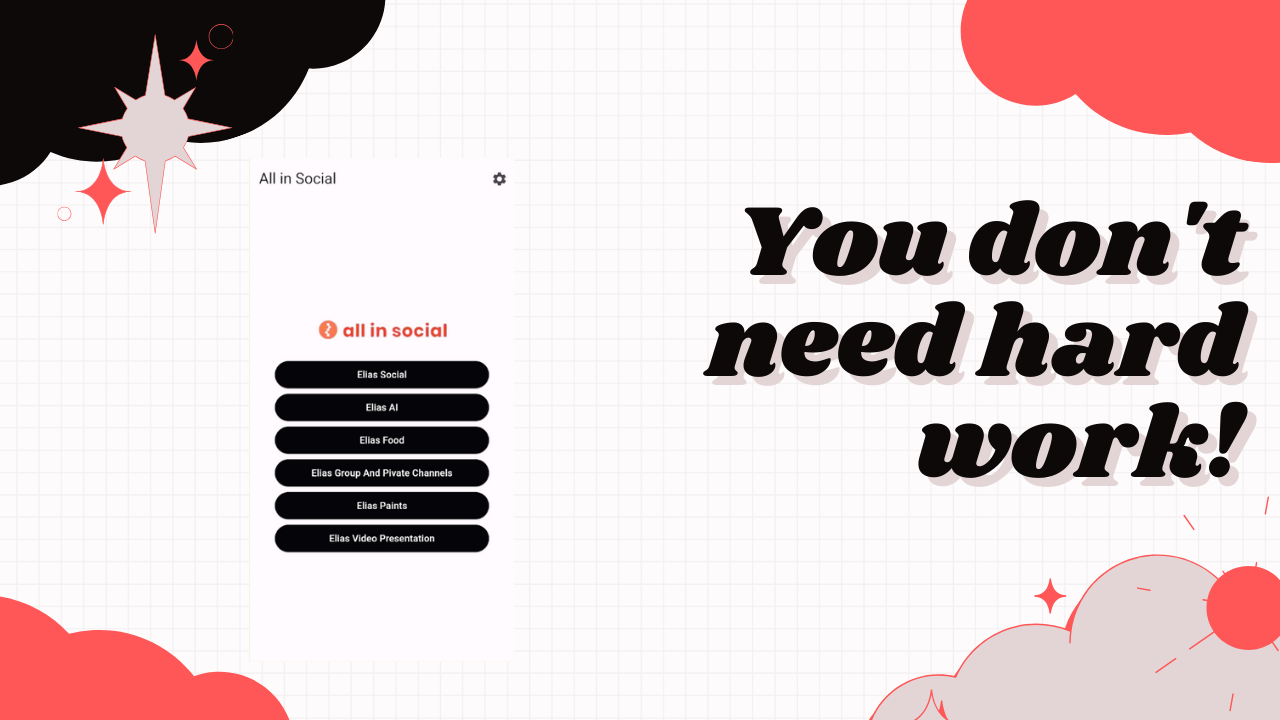 All in Social
all in social
Elias Social
Elias AI
Elias Food
Elias Group And Pivate Channels
Elias Paints
Elias Video Presentation
You don't
need hard
work!